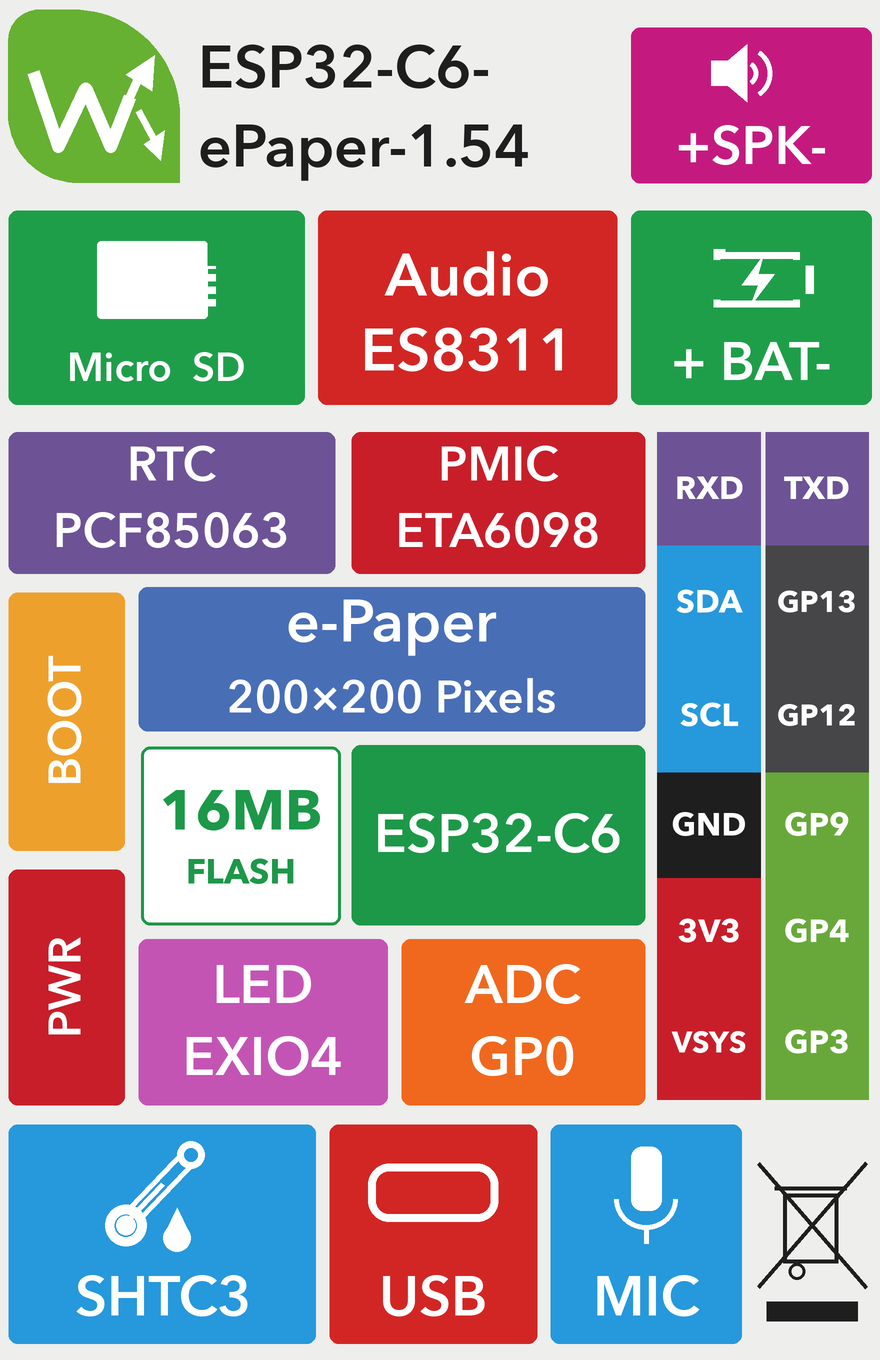 ESP32-C6-
ePaper-1.54
+SPK-
Micro SD
Audio
ES8311
+ BAT-
RTC
PCF85063
PMIC
ETA6098
RXD TXD
SDA GP13
SCL GP12
GND GP9
3V3 GP4
VSYS GP3
BOOT
e-Paper
200×200 Pixels
16MB
FLASH
ESP32-C6
PWR
LED
EXIO4
ADC
GP0
SHTC3
USB
MIC